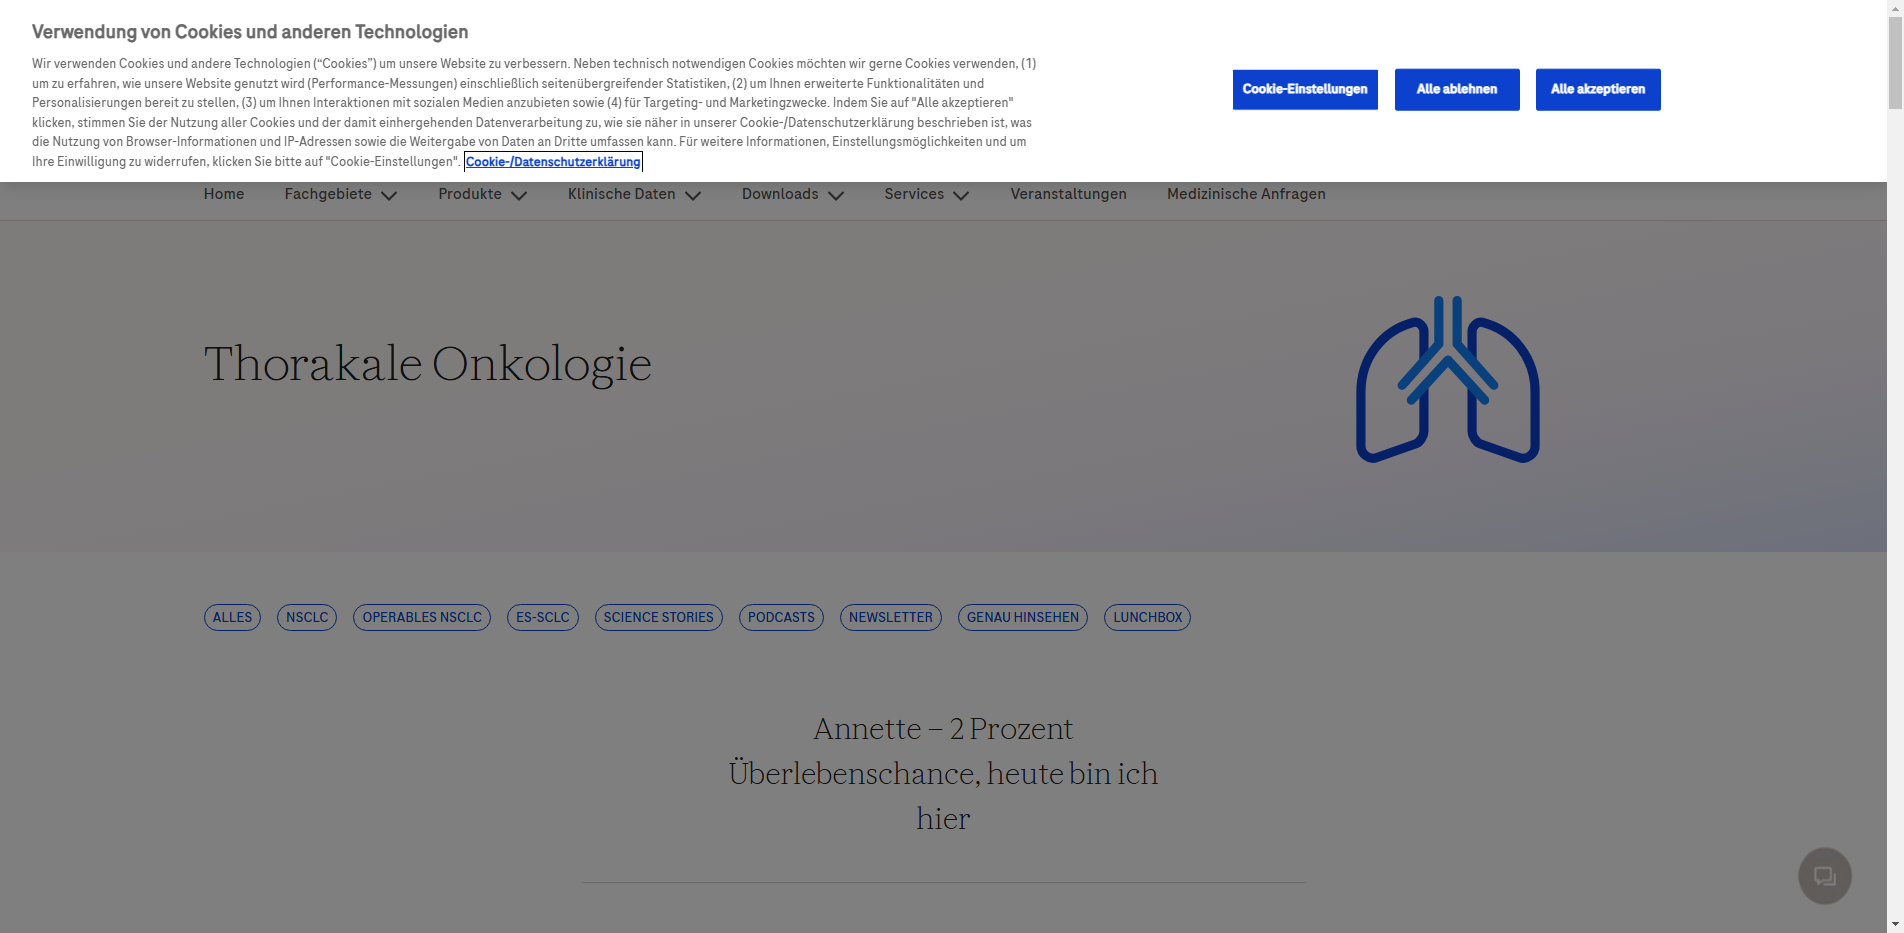 Verwendung von Cookies und anderen Technologien
Wir verwenden Cookies und andere Technologien (“Cookies”) um unsere Website zu verbessern. Neben technisch notwendigen Cookies möchten wir gerne Cookies verwenden, (1)
um zu erfahren, wie unsere Website genutzt wird (Performance-Messungen) einschließlich seitenübergreifender Statistiken, (2) um Ihnen erweiterte Funktionalitäten und
Personalisierungen bereit zu stellen, (3) um Ihnen Interaktionen mit sozialen Medien anzubieten sowie (4) für Targeting- und Marketingzwecke. Indem Sie auf "Alle akzeptieren"
klicken, stimmen Sie der Nutzung aller Cookies und der damit einhergehenden Datenverarbeitung zu, wie sie näher in unserer Cookie-/Datenschutzerklärung beschrieben ist, was
die Nutzung von Browser-Informationen und IP-Adressen sowie die Weitergabe von Daten an Dritte umfassen kann. Für weitere Informationen, Einstellungsmöglichkeiten und um
Ihre Einwilligung zu widerrufen, klicken Sie bitte auf "Cookie-Einstellungen". Cookie-/Datenschutzerklärung
Cookie-Einstellungen Alle ablehnen Alle akzeptieren
Home Fachgebiete Produkte Klinische Daten Downloads Services Veranstaltungen Medizinische Anfragen
Thorakale Onkologie
ALLES NSCLC OPERABLES NSCLC ES-SCLC SCIENCE STORIES PODCASTS NEWSLETTER GENAU HINSEHEN LUNCHBOX
Annette – 2 Prozent
Überlebenschance, heute bin ich
hier